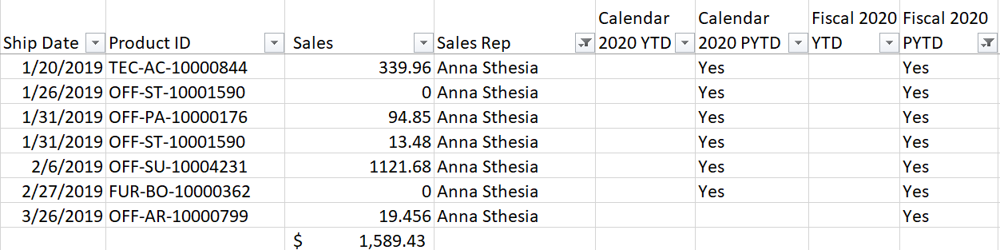 Calendar Calendar Fiscal 2020 Fiscal 2020
Ship Date Product ID Sales Sales Rep 2020 YTD 2020 PYTD YTD PYTD
1/20/2019 TEC-AC-10000844 339.96 Anna Sthesia Yes Yes
1/26/2019 OFF-ST-10001590 0 Anna Sthesia Yes Yes
1/31/2019 OFF-PA-10000176 94.85 Anna Sthesia Yes Yes
1/31/2019 OFF-ST-10001590 13.48 Anna Sthesia Yes Yes
2/6/2019 OFF-SU-10004231 1121.68 Anna Sthesia Yes Yes
2/27/2019 FUR-BO-10000362 0 Anna Sthesia Yes Yes
3/26/2019 OFF-AR-10000799 19.456 Anna Sthesia Yes
$ 1,589.43